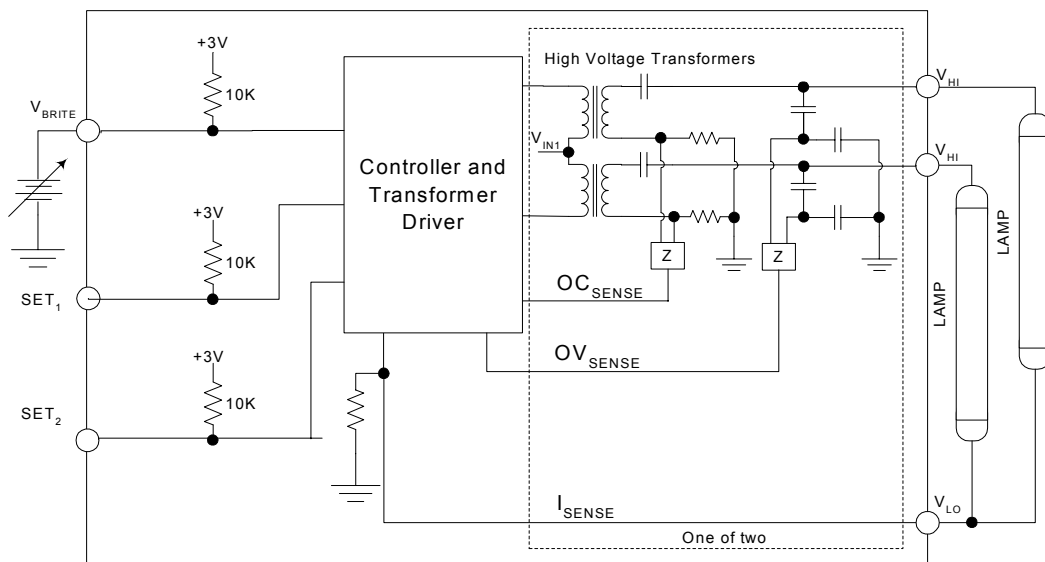 +3V
High Voltage Transformers
10K
V_BRITE
V_HI
V_IN1
Controller and
Transformer
Driver
V_HI
+3V
10K
Z
Z
LAMP
LAMP
SET_1
OC_SENSE
+3V
OV_SENSE
10K
SET_2
I_SENSE
V_LO
One of two